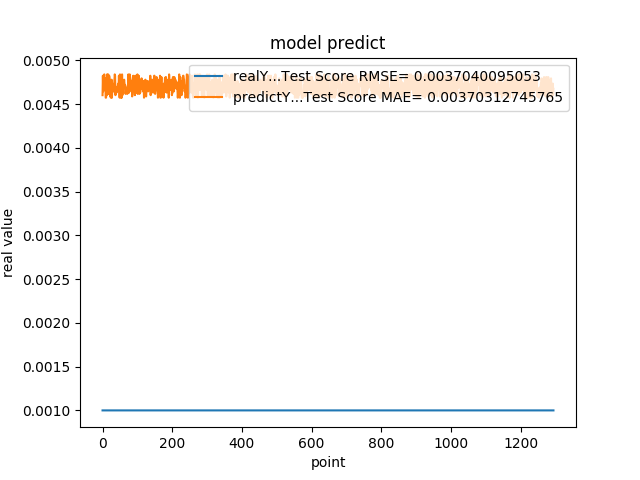 model predict
realY...Test Score RMSE= 0.0037040095053
predictY...Test Score MAE= 0.00370312745765
0.0050
0.0045
0.0040
0.0035
0.0030
0.0025
0.0020
0.0015
0.0010
real value
0 200 400 600 800 1000 1200
point